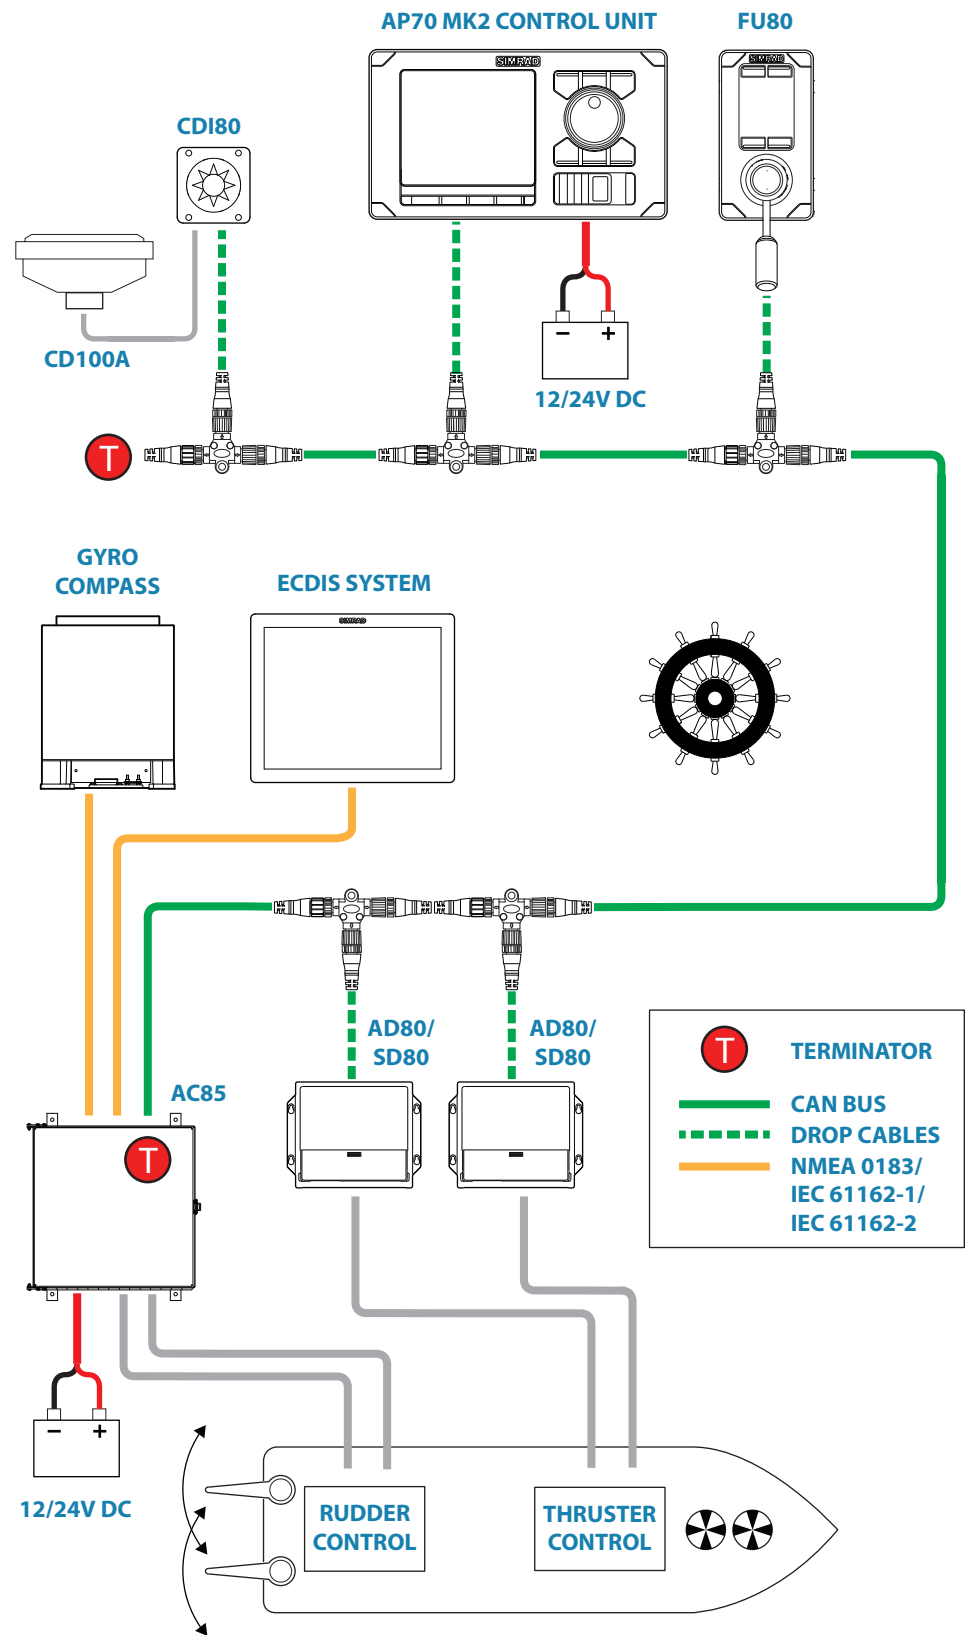 AP70 MK2 CONTROL UNIT
FU80
SIMRAD
SIMRAD
CDI80
CD100A
− +
12/24V DC
T
GYRO
COMPASS
ECDIS SYSTEM
SIMRAD
AD80/
SD80
AD80/
SD80
AC85
T
T TERMINATOR
CAN BUS
DROP CABLES
NMEA 0183/
IEC 61162-1/
IEC 61162-2
− +
12/24V DC
RUDDER
CONTROL
THRUSTER
CONTROL